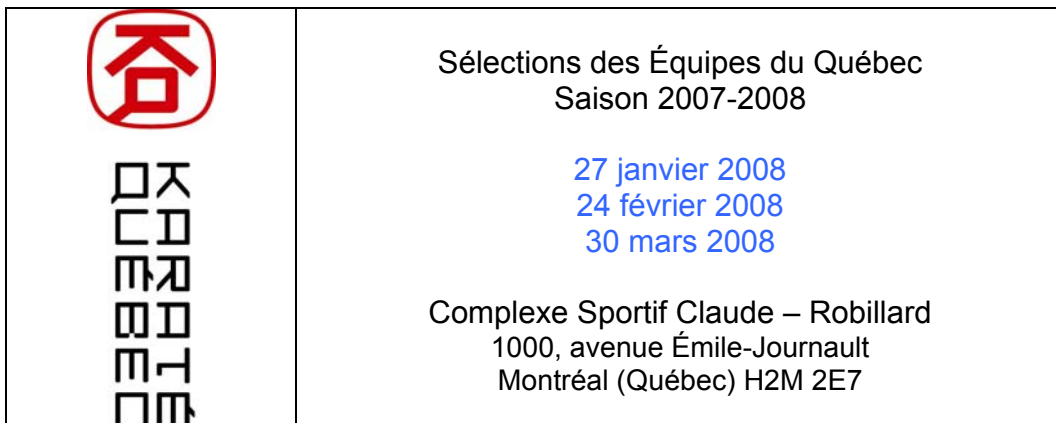 KARATÉ
QUÉBEC
Sélections des Équipes du Québec
Saison 2007-2008
27 janvier 2008
24 février 2008
30 mars 2008
Complexe Sportif Claude – Robillard
1000, avenue Émile-Journault
Montréal (Québec) H2M 2E7